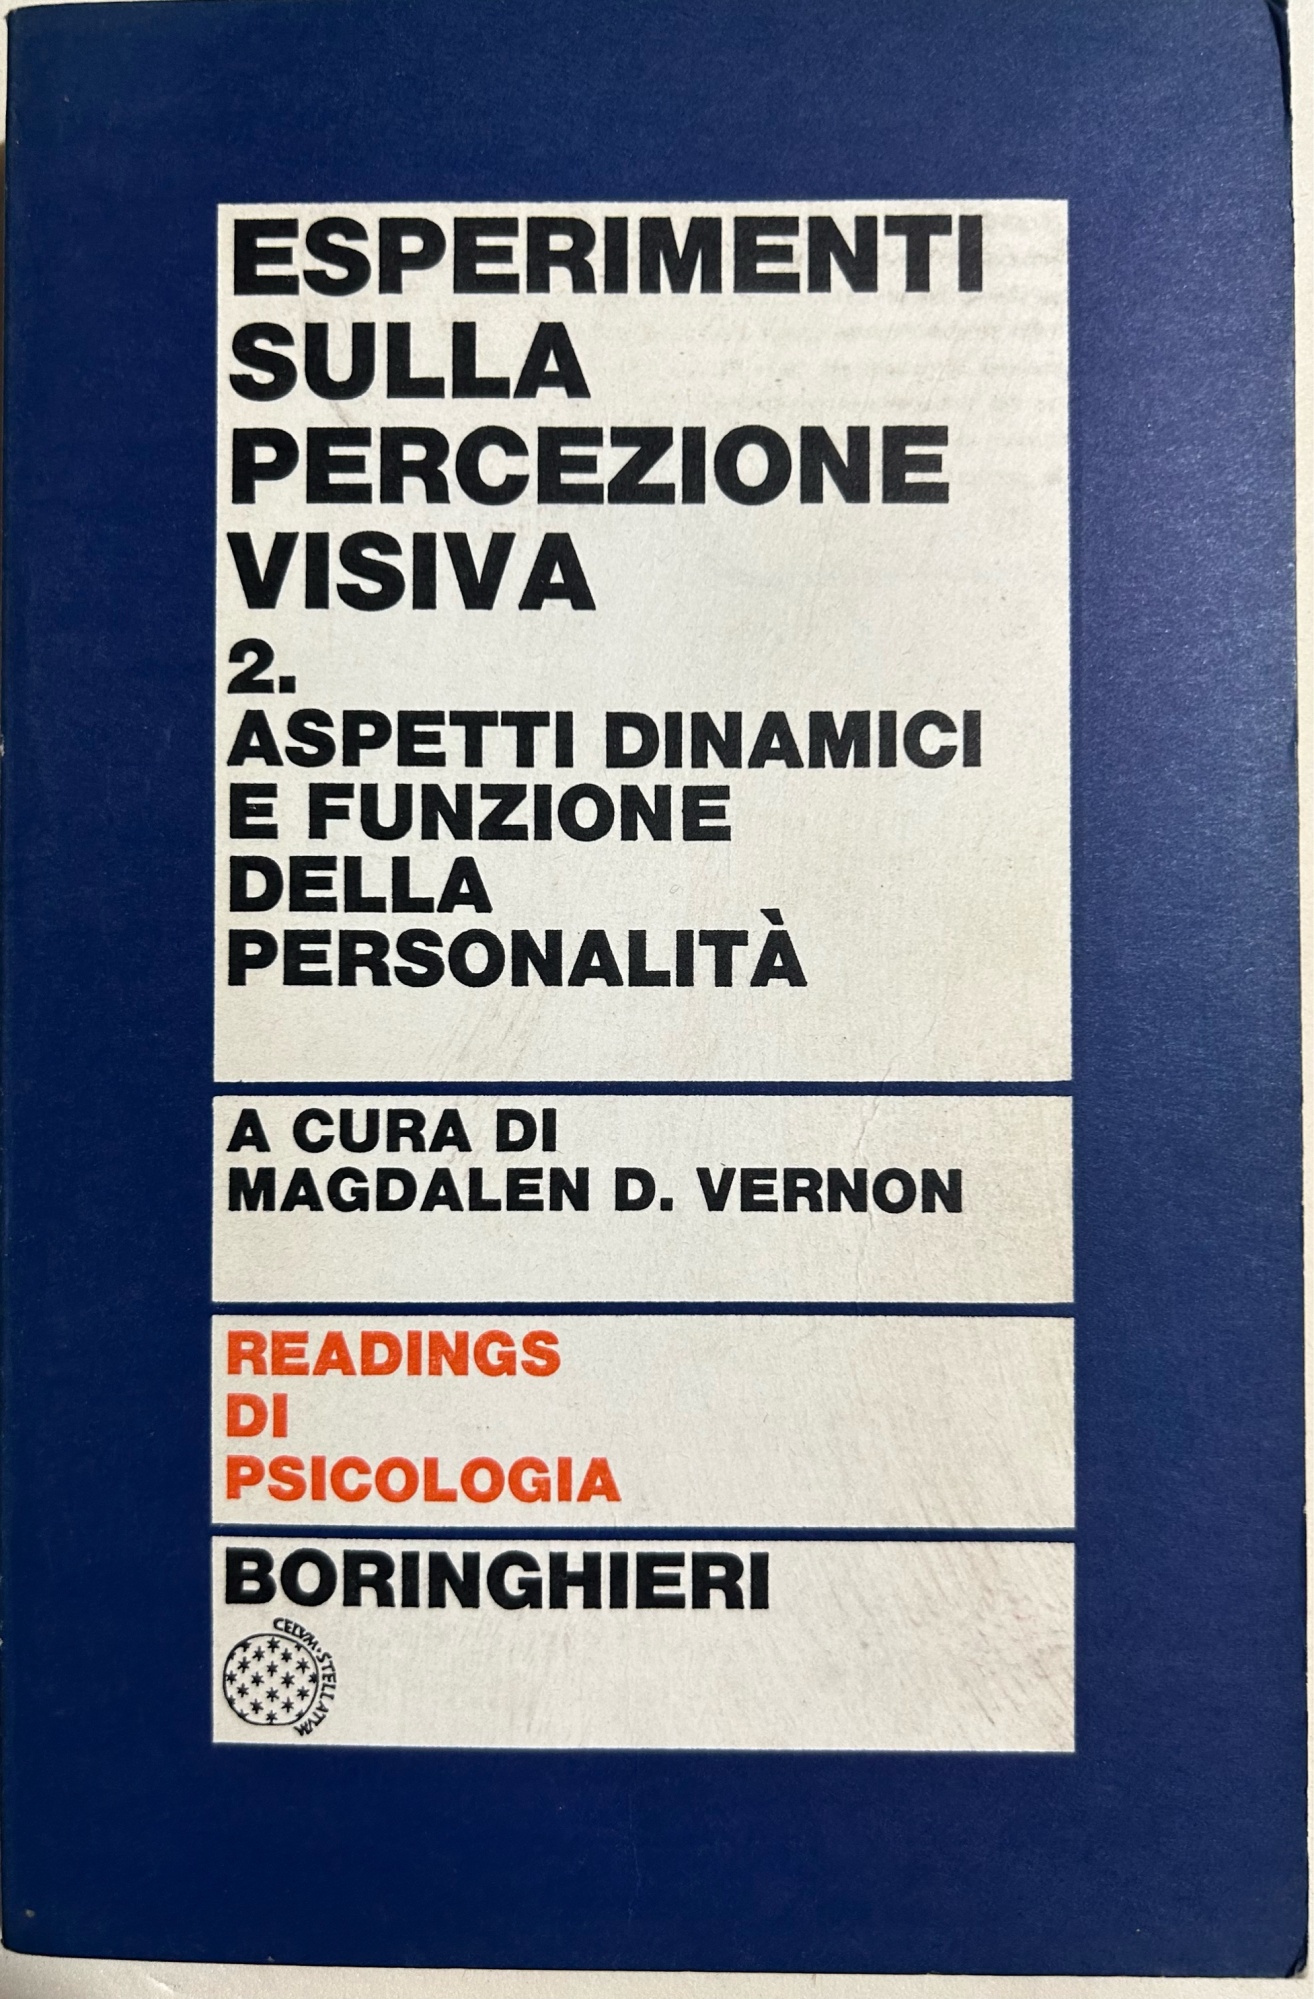 ESPERIMENTI
SULLA
PERCEZIONE
VISIVA
2.
ASPETTI DINAMICI
E FUNZIONE
DELLA
PERSONALITÀ
A CURA DI
MAGDALEN D. VERNON
READINGS
DI
PSICOLOGIA
BORINGHIERI
CELVM·STELLATVM